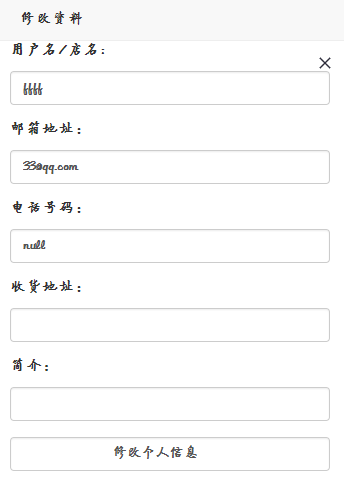 修改资料
用户名/店名:
ffff
邮箱地址:
33@qq.com
电话号码:
null
收货地址:
简介:
修改个人信息